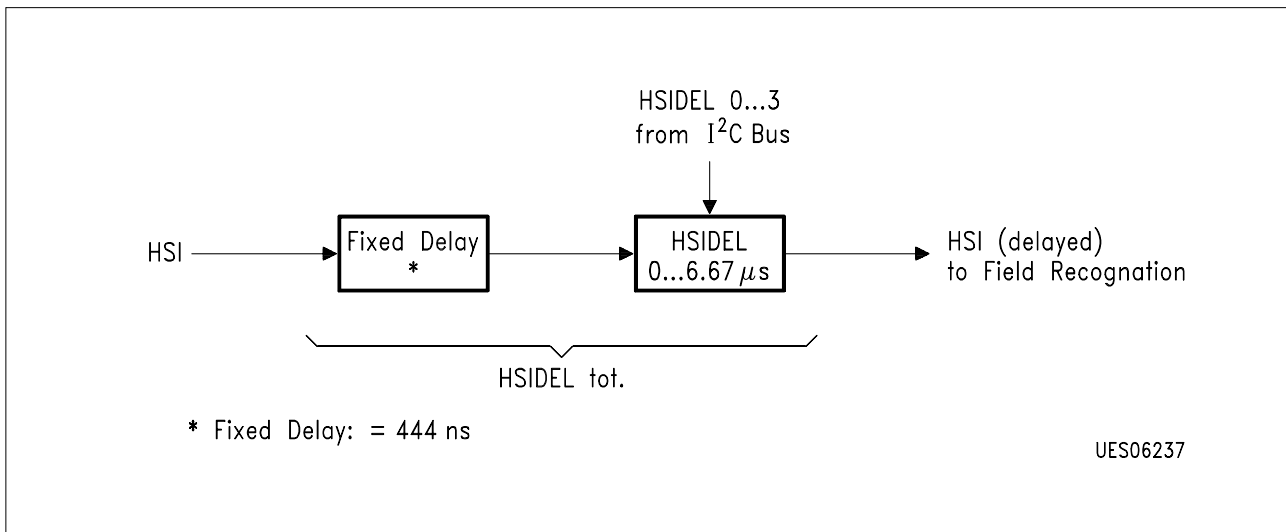 HSIDEL 0...3
from I²C Bus
HSI
Fixed Delay
*
HSIDEL
0...6.67 μs
HSI (delayed)
to Field Recognation
HSIDEL tot.
* Fixed Delay: = 444 ns
UES06237